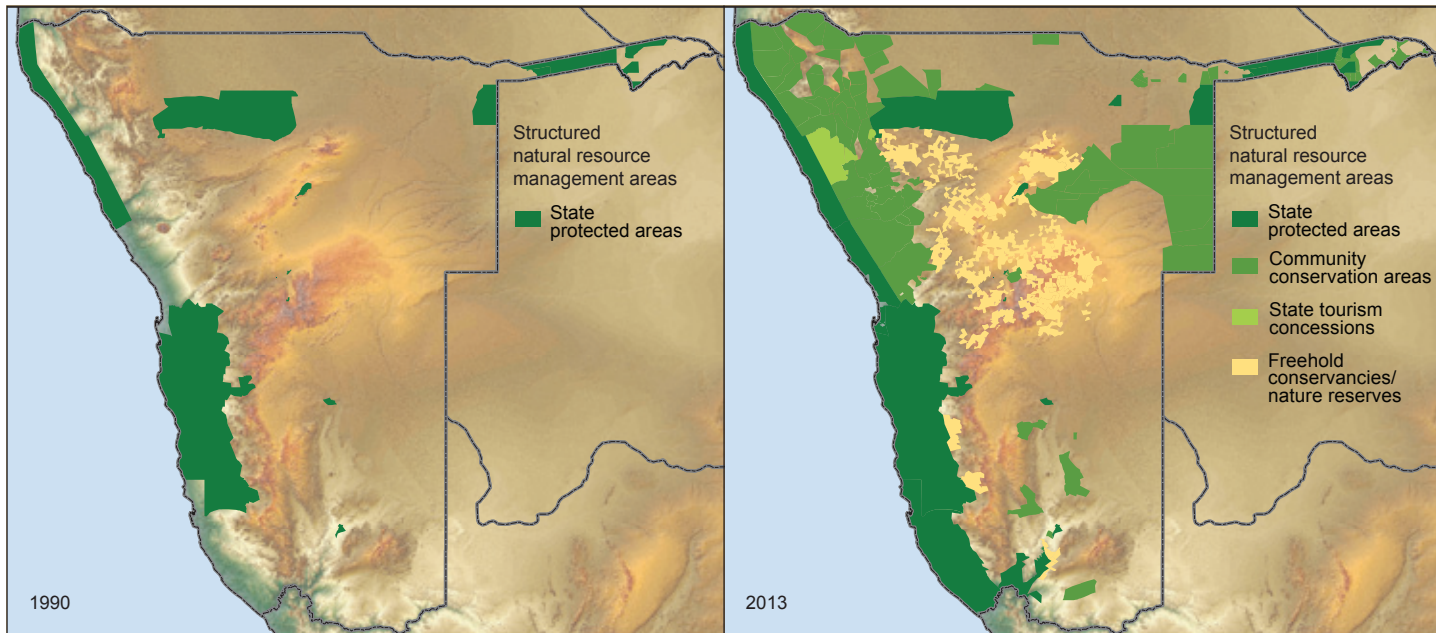 Structured
natural resource
management areas
State
protected areas
1990
Structured
natural resource
management areas
State
protected areas
Community
conservation areas
State tourism
concessions
Freehold
conservancies/
nature reserves
2013